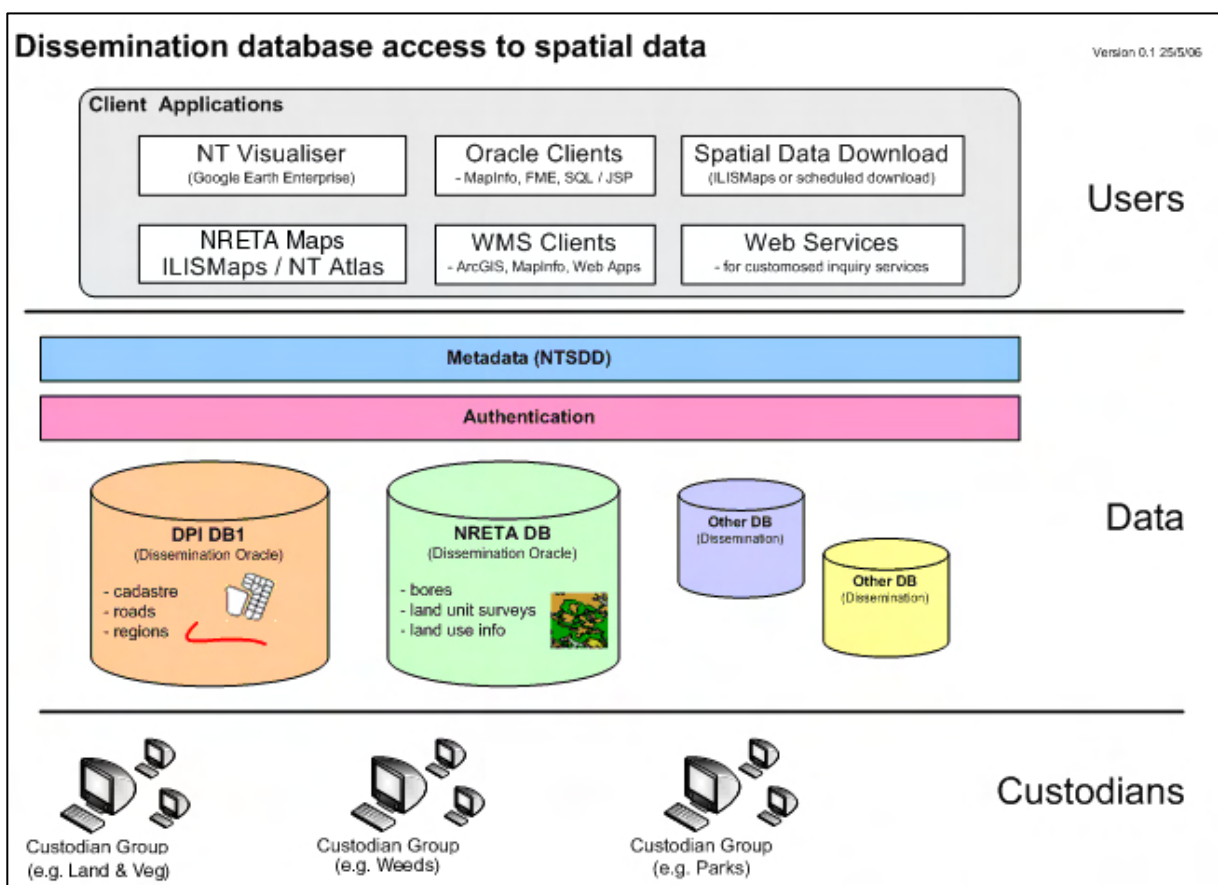 Dissemination database access to spatial data
Version 0.1 25/5/06
Client Applications
NT Visualiser
(Google Earth Enterprise)
Oracle Clients
- MapInfo, FME, SQL / JSP
Spatial Data Download
(ILISMaps or scheduled download)
Users
NRETA Maps
ILISMaps / NT Atlas
WMS Clients
- ArcGIS, MapInfo, Web Apps
Web Services
- for customosed inquiry services
Metadata (NTSDD)
Authentication
Data
DPI DB1
(Dissemination Oracle)
- cadastre
- roads
- regions
NRETA DB
(Dissemination Oracle)
- bores
- land unit surveys
- land use info
Other DB
(Dissemination)
Other DB
(Dissemination)
Custodians
Custodian Group
(e.g. Land & Veg)
Custodian Group
(e.g. Weeds)
Custodian Group
(e.g. Parks)